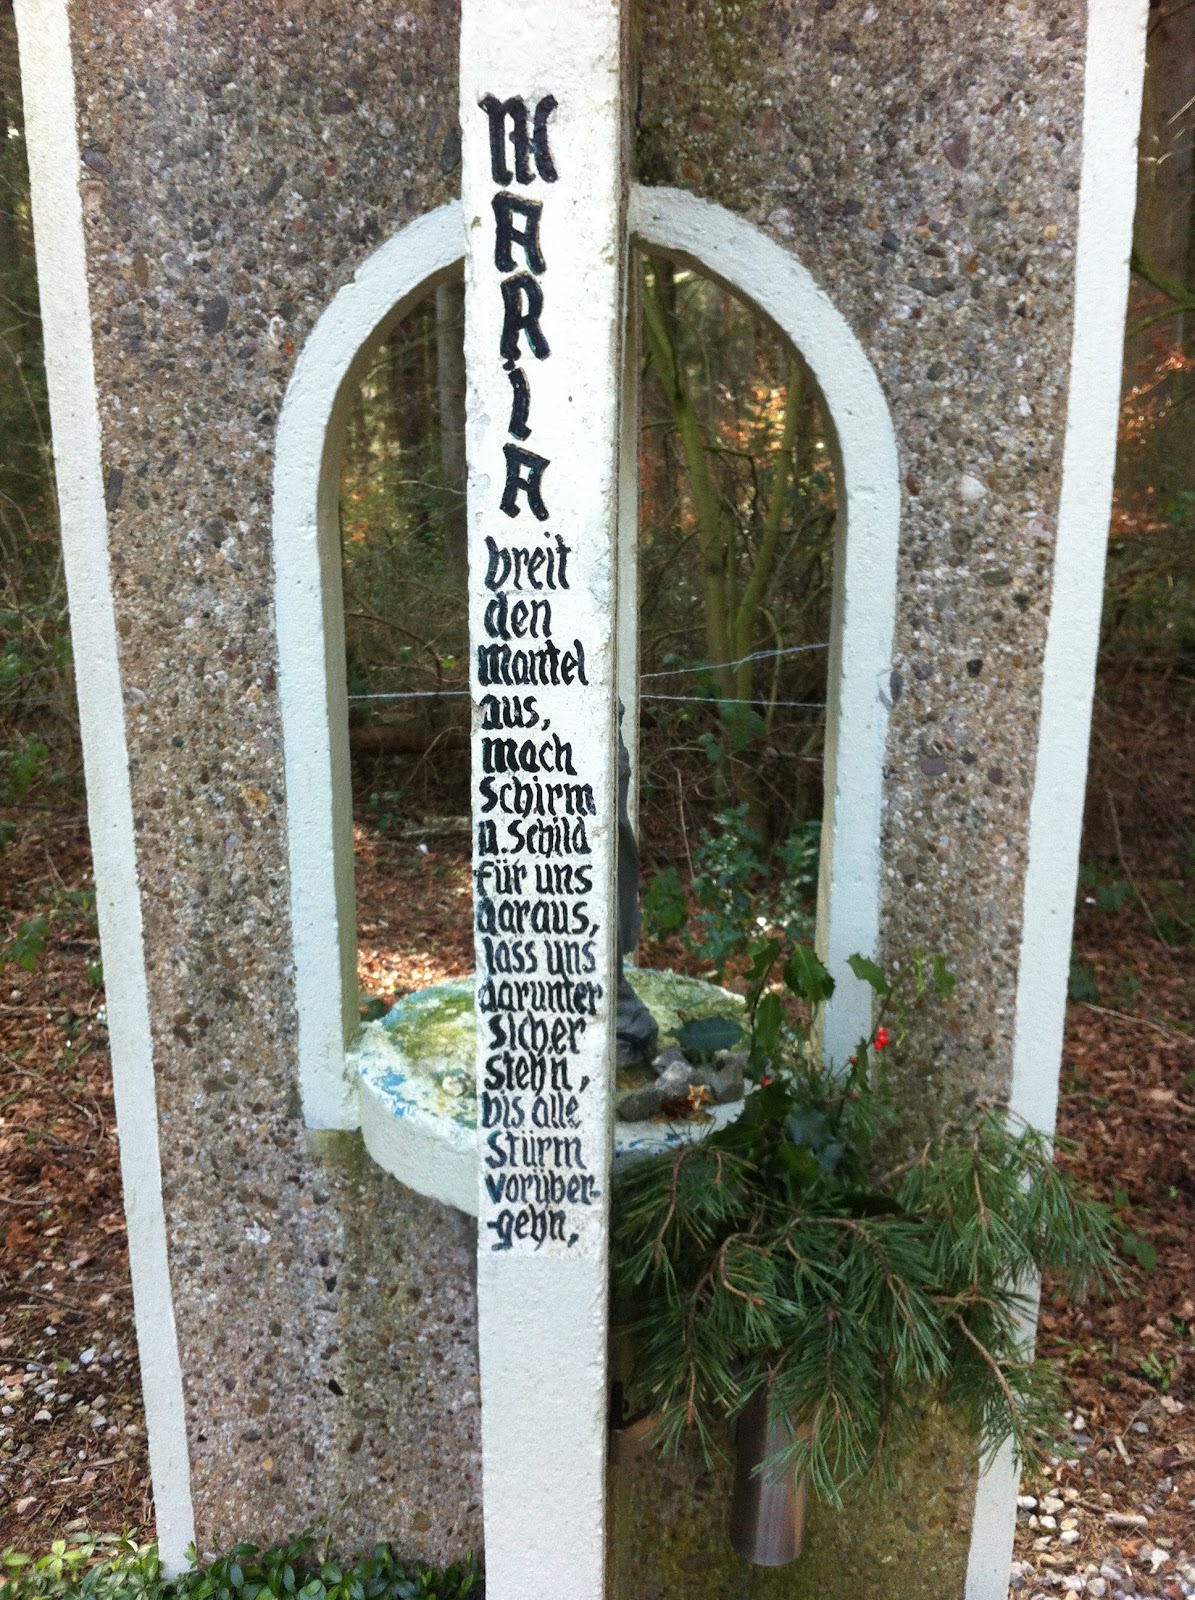 MARIA
breit
den
Mantel
aus,
mach
Schirm
u. Schild
für uns
daraus,
lass uns
darunter
sicher
stehn,
bis alle
Stürm
vorüber-
-gehn,